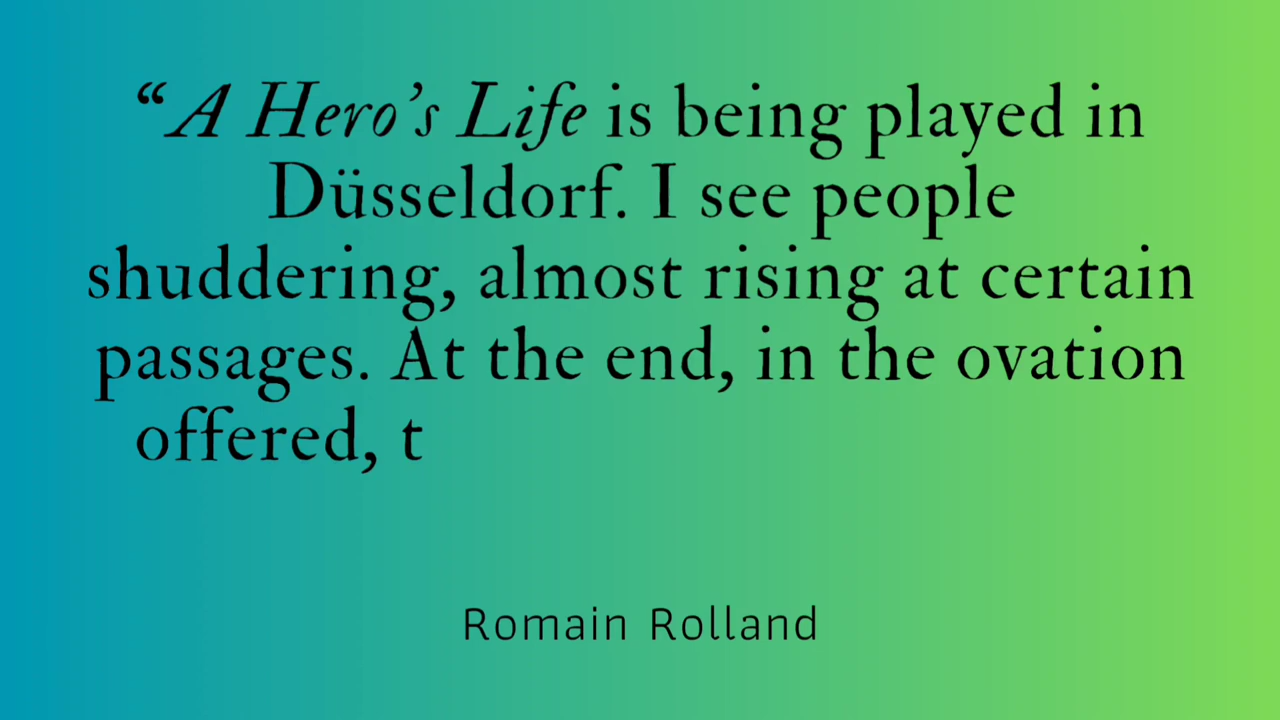 “A Hero’s Life is being played in
Düsseldorf. I see people
shuddering, almost rising at certain
passages. At the end, in the ovation
offered, t
Romain Rolland